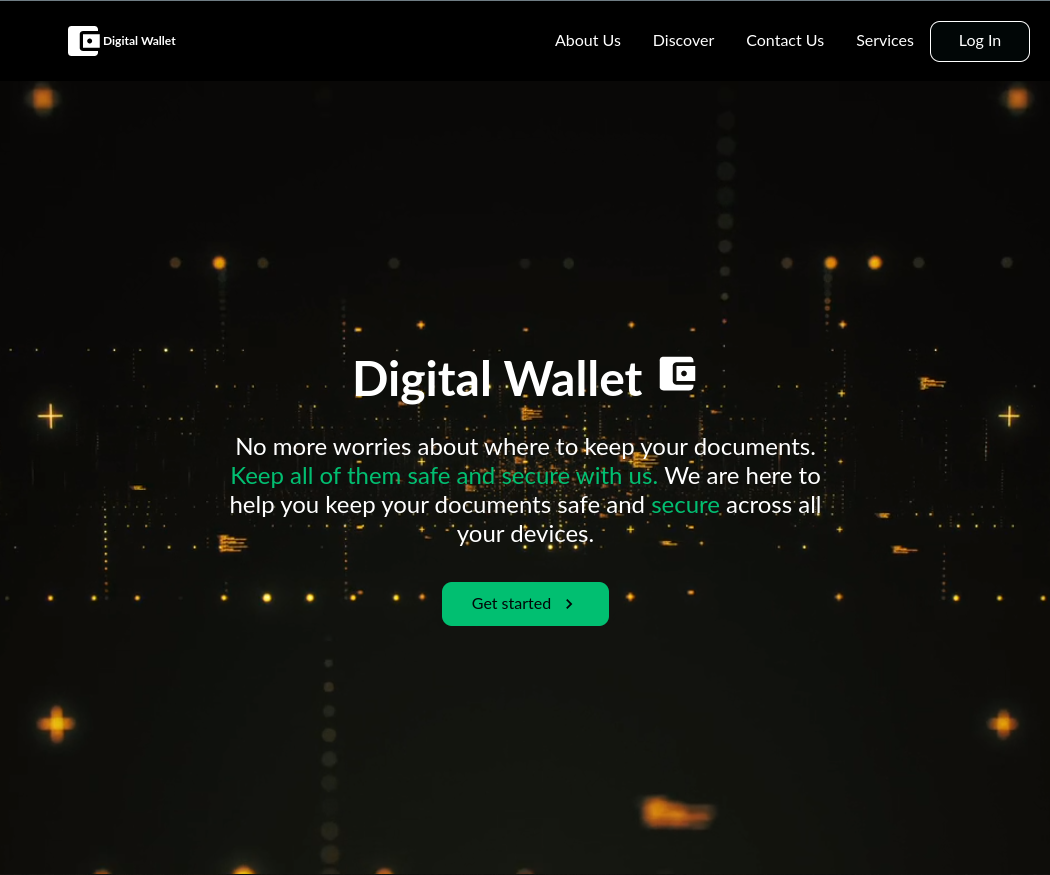 Digital Wallet
About Us
Discover
Contact Us
Services
Log In
Digital Wallet
No more worries about where to keep your documents.
Keep all of them safe and secure with us. We are here to
help you keep your documents safe and secure across all
your devices.
Get started